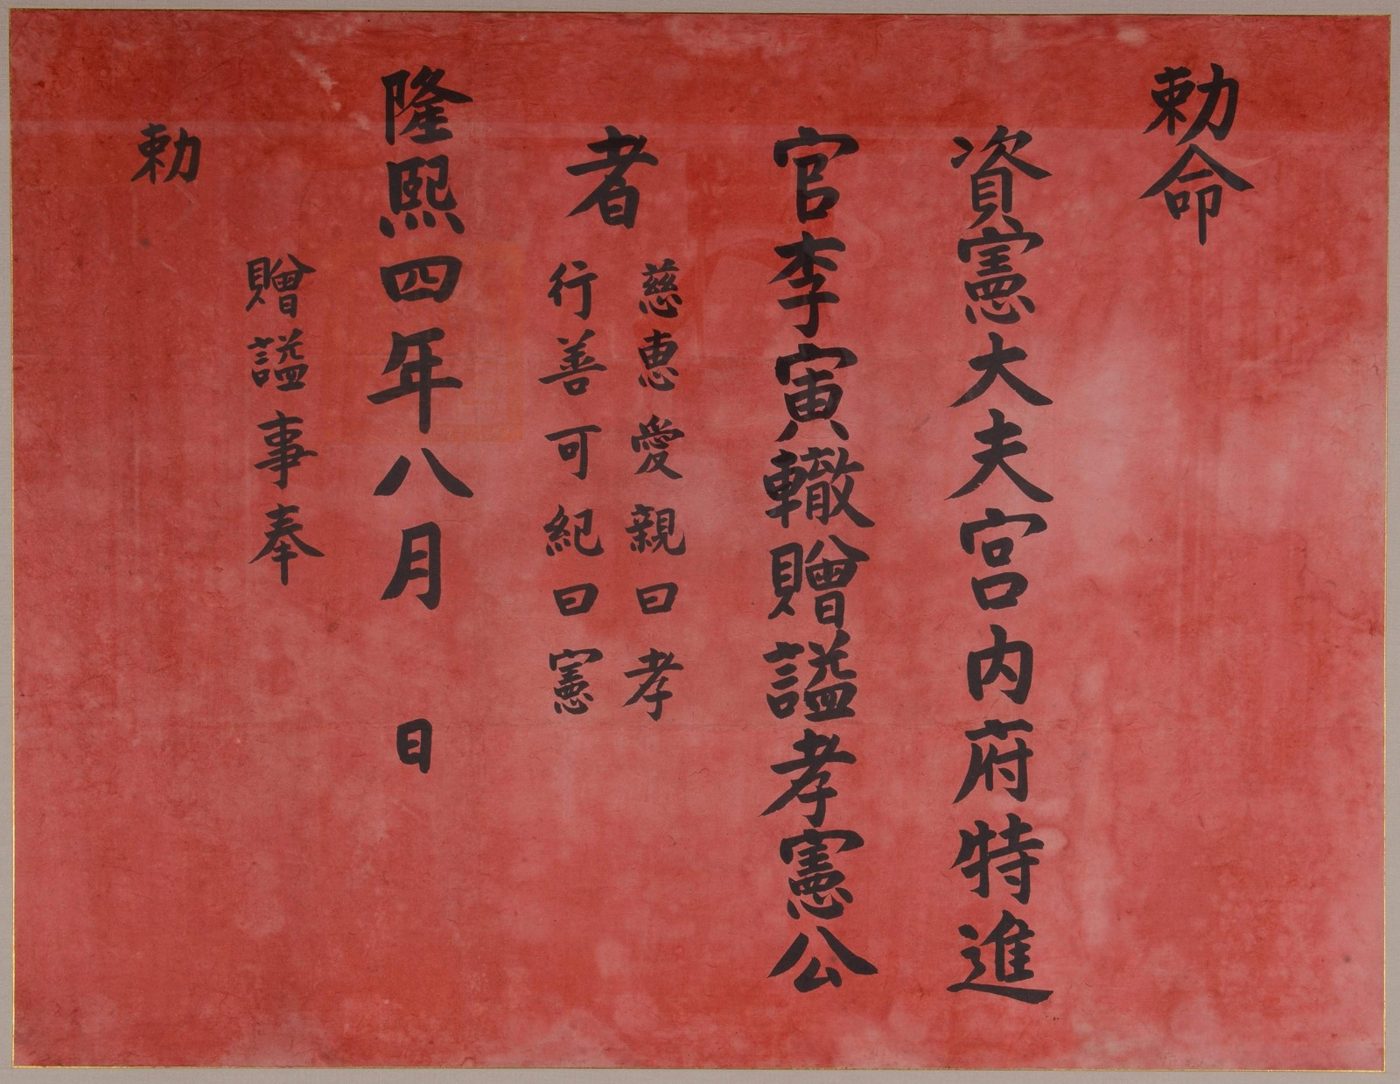 勅命
資憲大夫宮內府特進
官李寅轍贈諡孝憲公
者
慈惠愛親曰孝
行善可紀曰憲
隆熙四年八月　日
贈諡事奉
勅